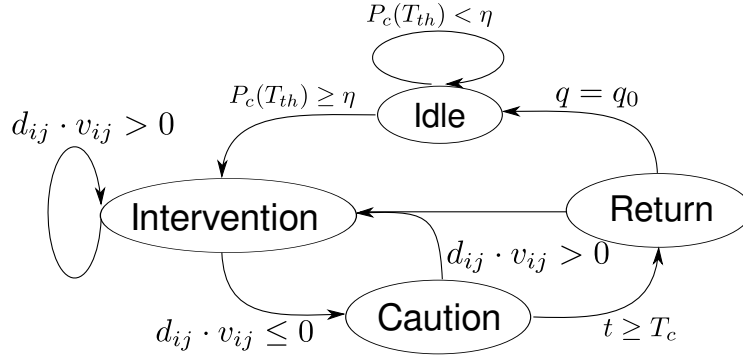 P_c(T_{th}) < η
P_c(T_{th}) ≥ η
Idle
q = q_0
d_{ij} · v_{ij} > 0
Intervention
Return
d_{ij} · v_{ij} > 0
d_{ij} · v_{ij} ≤ 0
Caution
t ≥ T_c